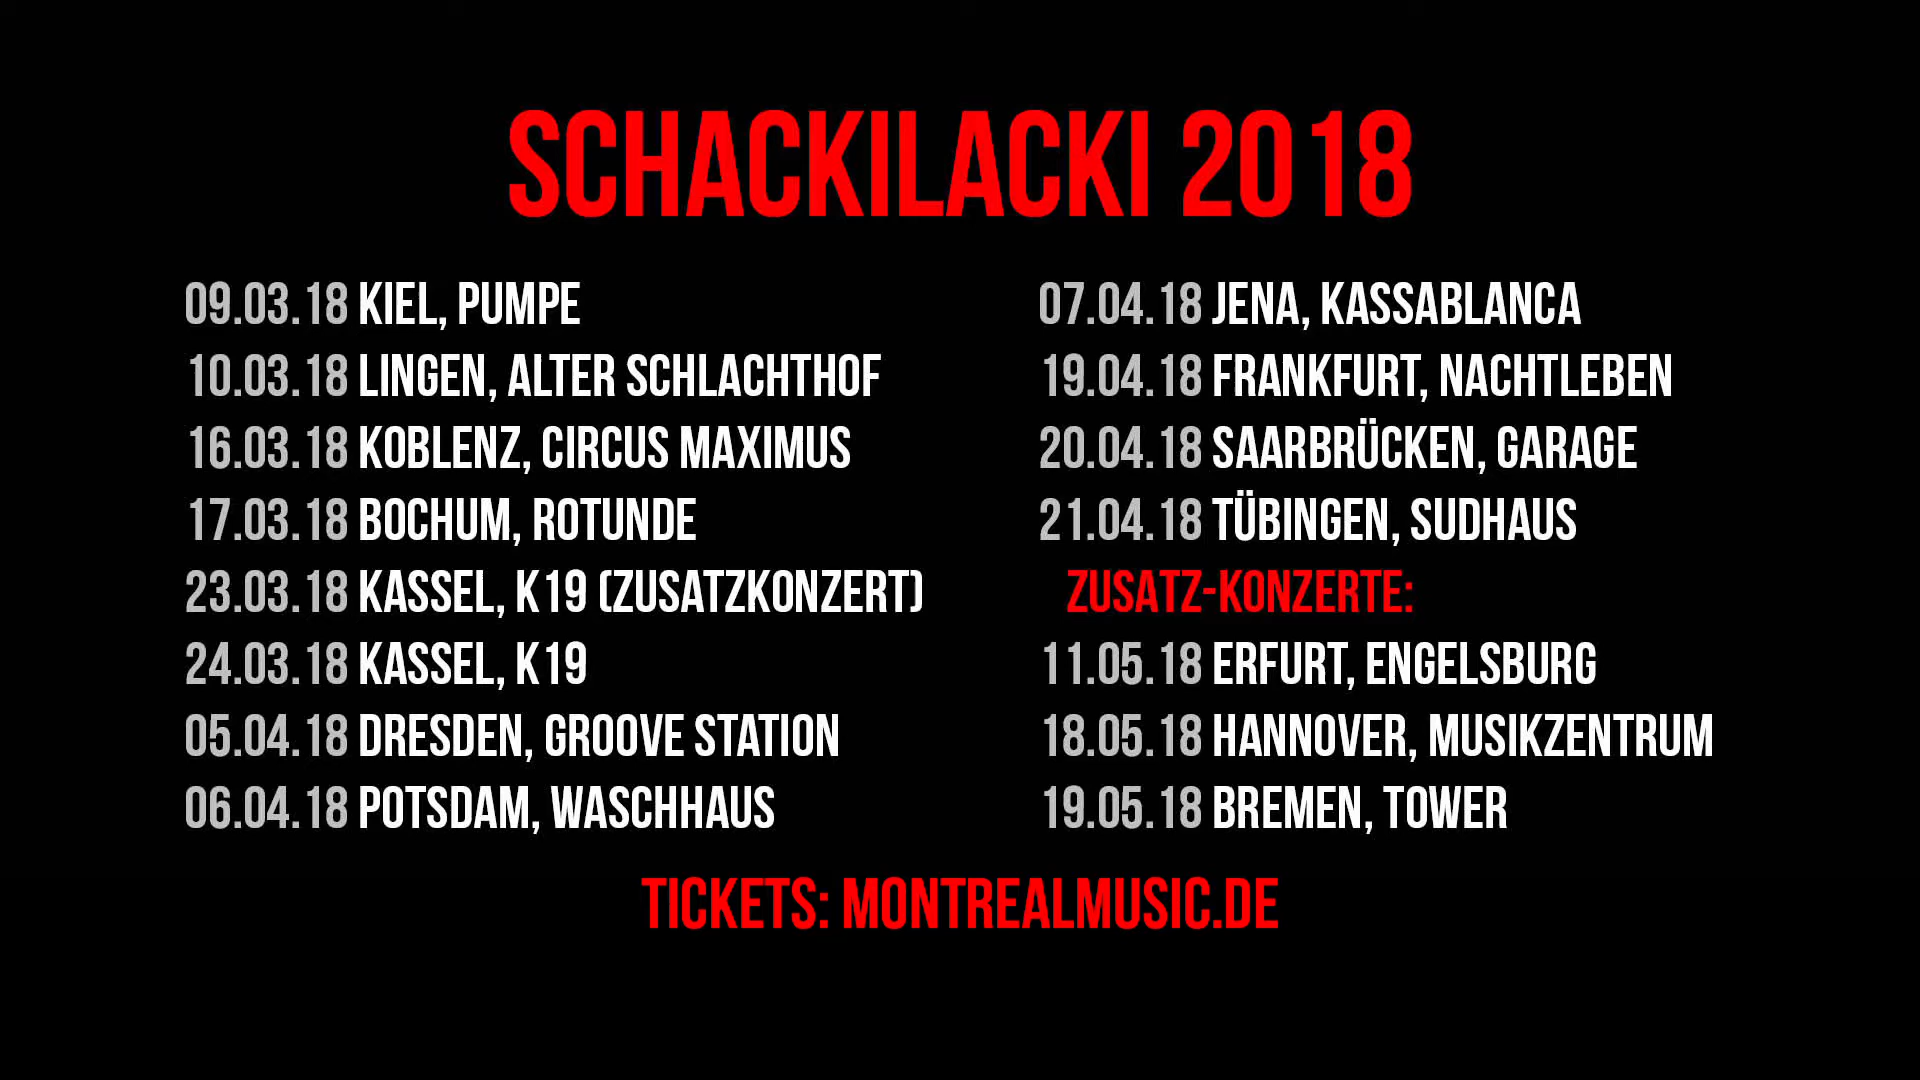 SCHACKILACKI 2018
09.03.18 KIEL, PUMPE
10.03.18 LINGEN, ALTER SCHLACHTHOF
16.03.18 KOBLENZ, CIRCUS MAXIMUS
17.03.18 BOCHUM, ROTUNDE
23.03.18 KASSEL, K19 (ZUSATZKONZERT)
24.03.18 KASSEL, K19
05.04.18 DRESDEN, GROOVE STATION
06.04.18 POTSDAM, WASCHHAUS
07.04.18 JENA, KASSABLANCA
19.04.18 FRANKFURT, NACHTLEBEN
20.04.18 SAARBRÜCKEN, GARAGE
21.04.18 TÜBINGEN, SUDHAUS
ZUSATZ-KONZERTE:
11.05.18 ERFURT, ENGELSBURG
18.05.18 HANNOVER, MUSIKZENTRUM
19.05.18 BREMEN, TOWER
TICKETS: MONTREALMUSIC.DE